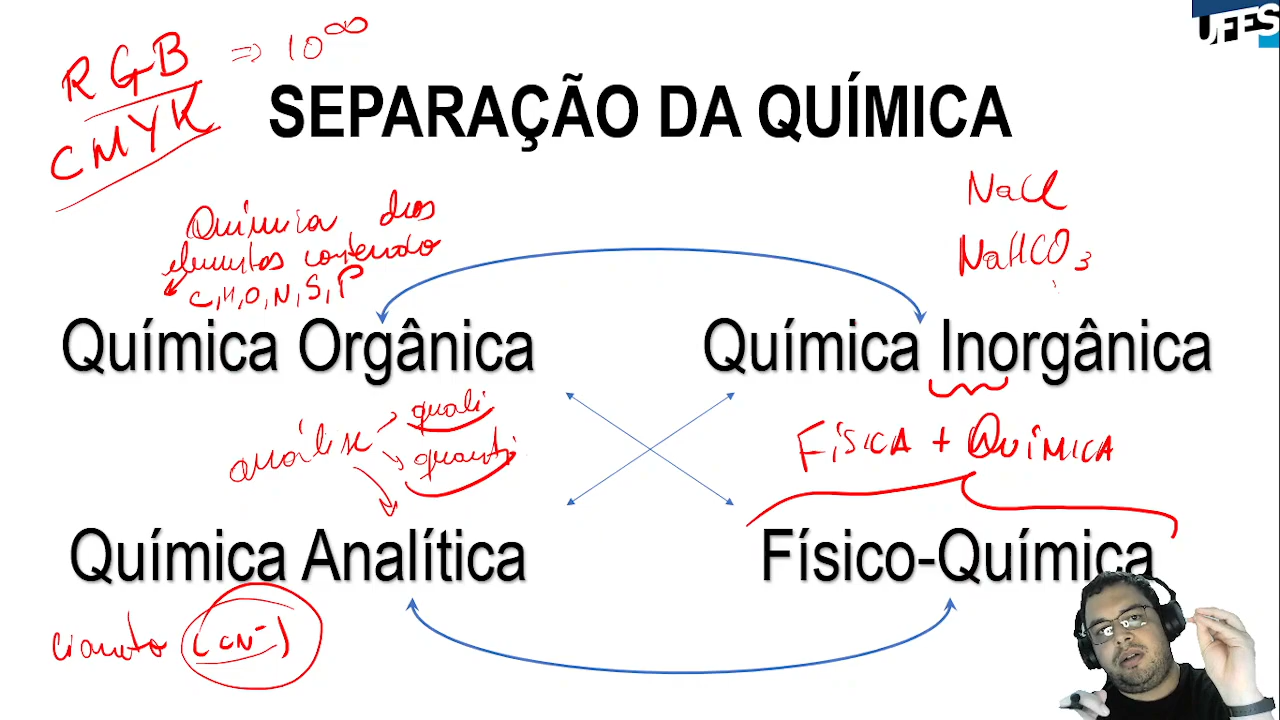 UFES
RGB => 10^∞
CMYK
SEPARAÇÃO DA QUÍMICA
NaCl
NaHCO3
Química dos
elementos contendo
C, H, O, N, S, P
Química Orgânica
Química Inorgânica
análise quali
quanti
FÍSICA + QUÍMICA
Química Analítica
Físico-Química
cianeto (CN-)